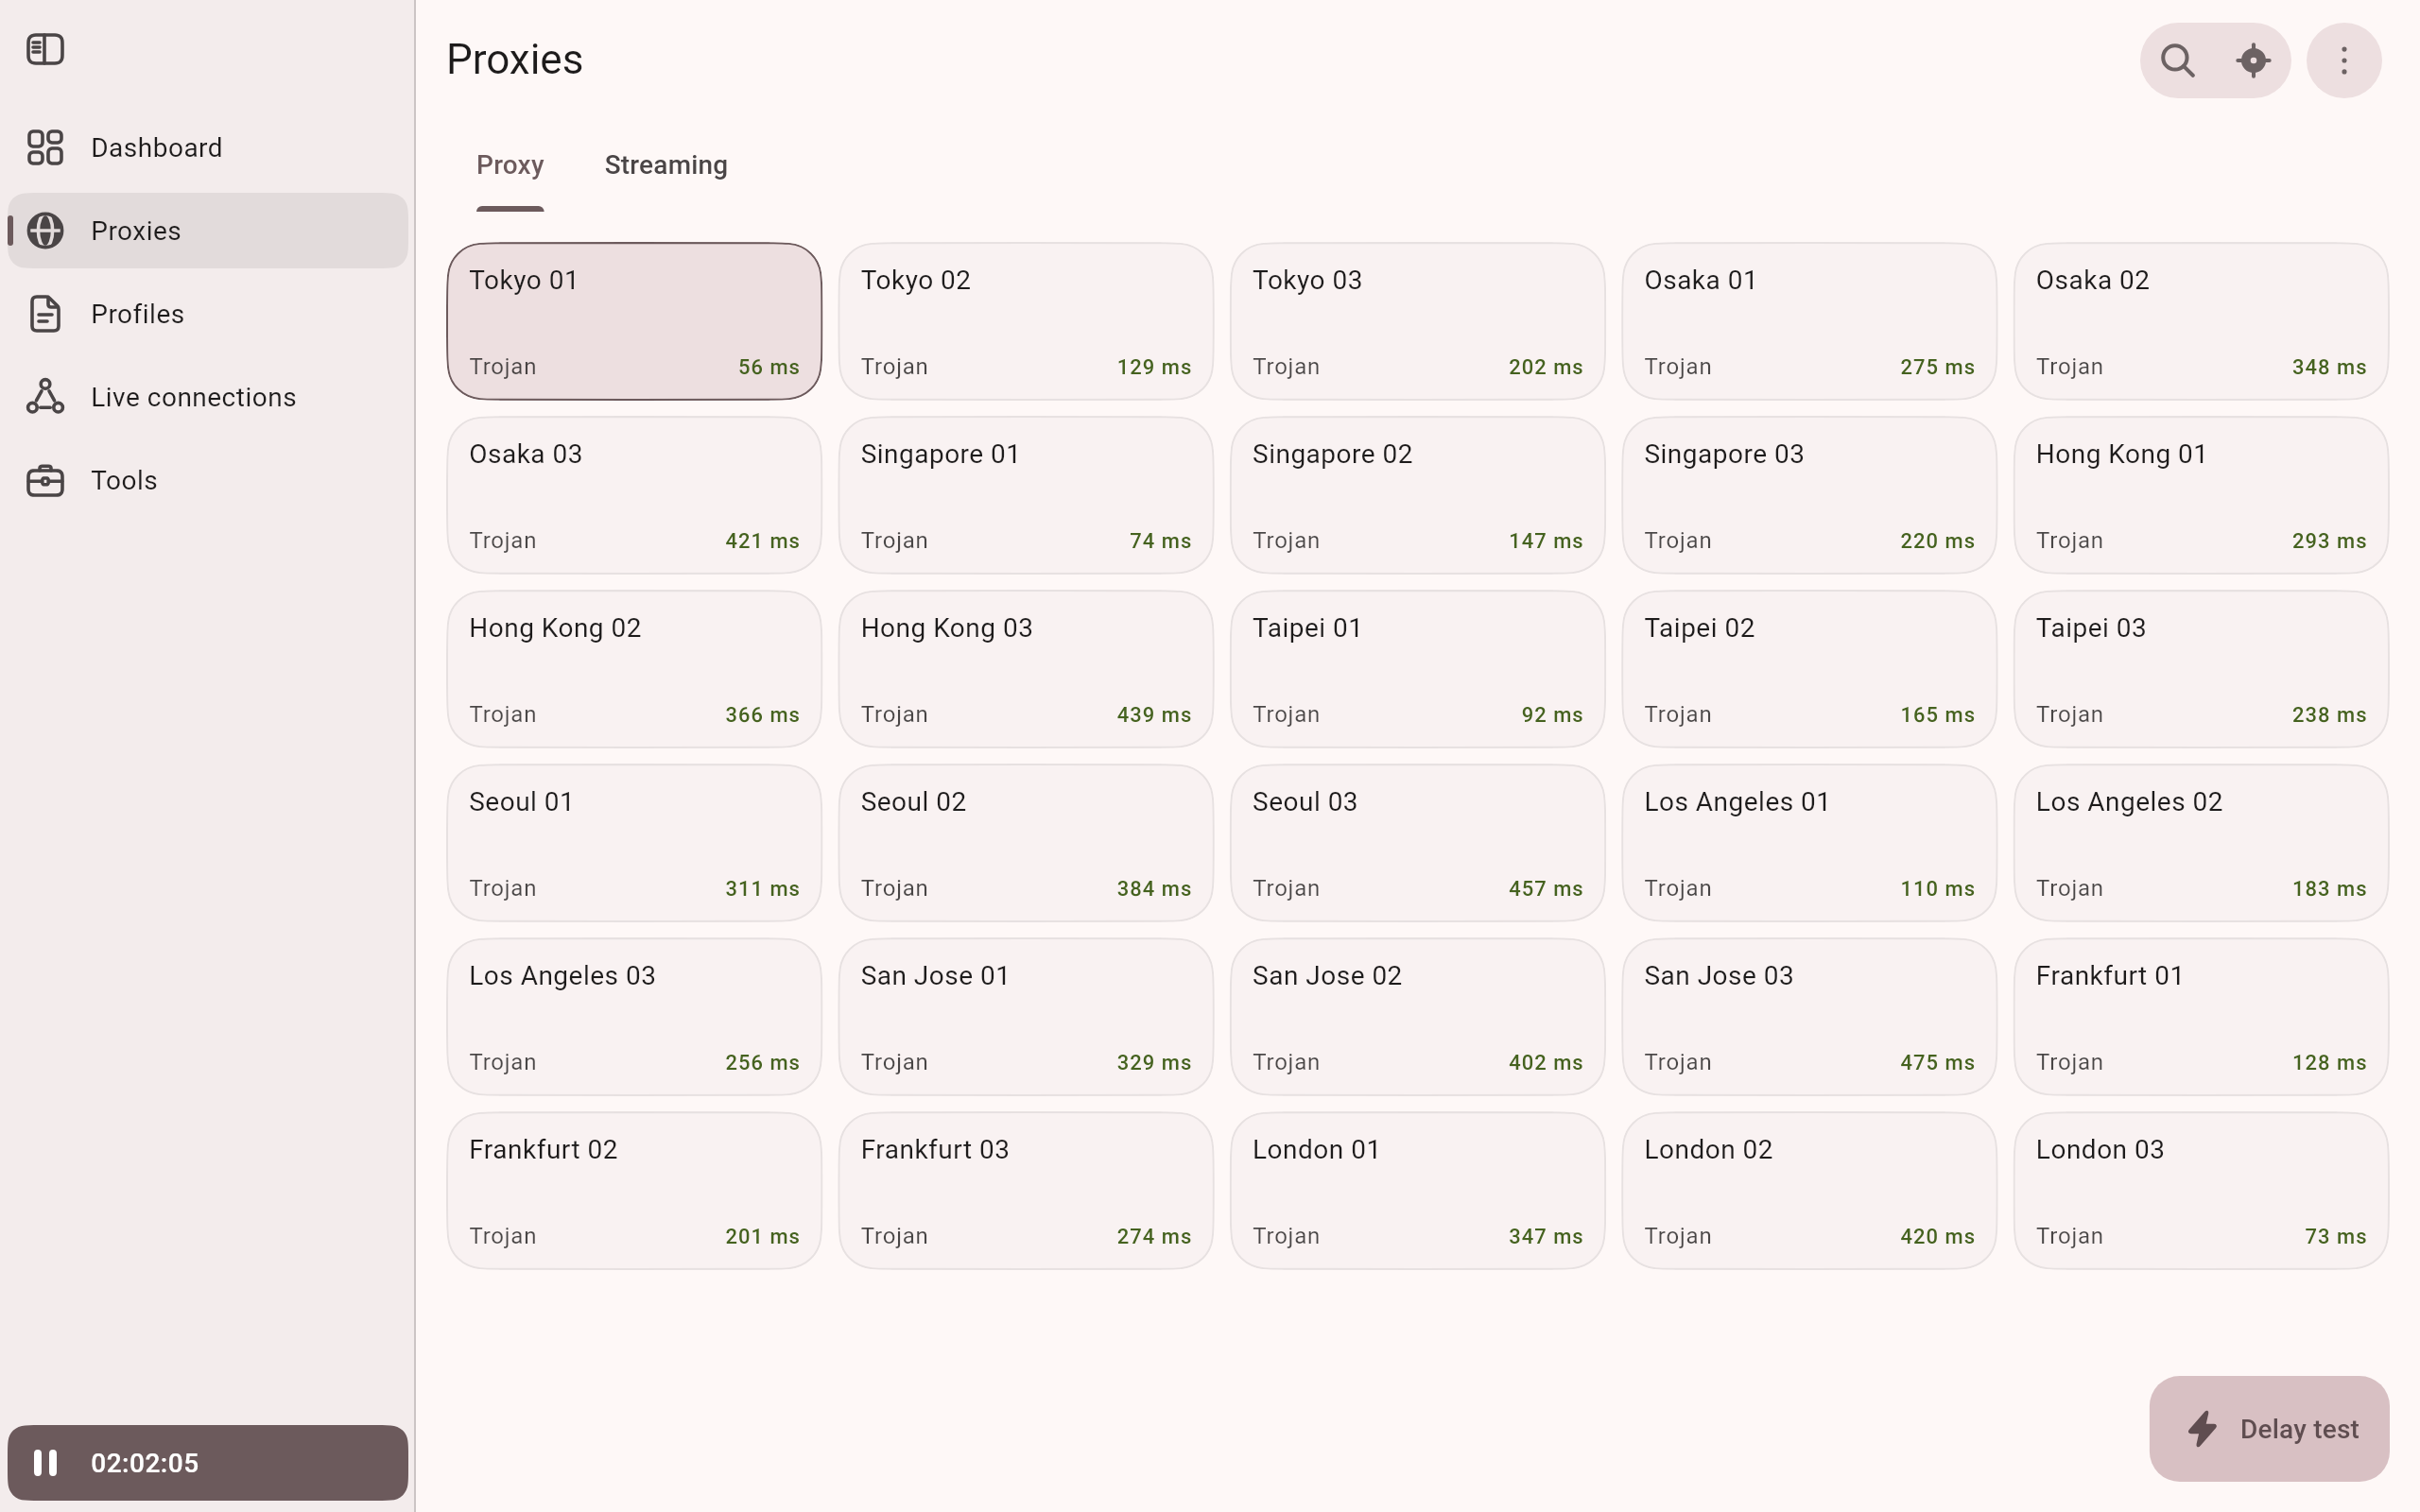 Proxies
Dashboard
Proxies
Profiles
Live connections
Tools
02:02:05
Proxy Streaming
Tokyo 01
Trojan 56 ms
Tokyo 02
Trojan 129 ms
Tokyo 03
Trojan 202 ms
Osaka 01
Trojan 275 ms
Osaka 02
Trojan 348 ms
Osaka 03
Trojan 421 ms
Singapore 01
Trojan 74 ms
Singapore 02
Trojan 147 ms
Singapore 03
Trojan 220 ms
Hong Kong 01
Trojan 293 ms
Hong Kong 02
Trojan 366 ms
Hong Kong 03
Trojan 439 ms
Taipei 01
Trojan 92 ms
Taipei 02
Trojan 165 ms
Taipei 03
Trojan 238 ms
Seoul 01
Trojan 311 ms
Seoul 02
Trojan 384 ms
Seoul 03
Trojan 457 ms
Los Angeles 01
Trojan 110 ms
Los Angeles 02
Trojan 183 ms
Los Angeles 03
Trojan 256 ms
San Jose 01
Trojan 329 ms
San Jose 02
Trojan 402 ms
San Jose 03
Trojan 475 ms
Frankfurt 01
Trojan 128 ms
Frankfurt 02
Trojan 201 ms
Frankfurt 03
Trojan 274 ms
London 01
Trojan 347 ms
London 02
Trojan 420 ms
London 03
Trojan 73 ms
Delay test